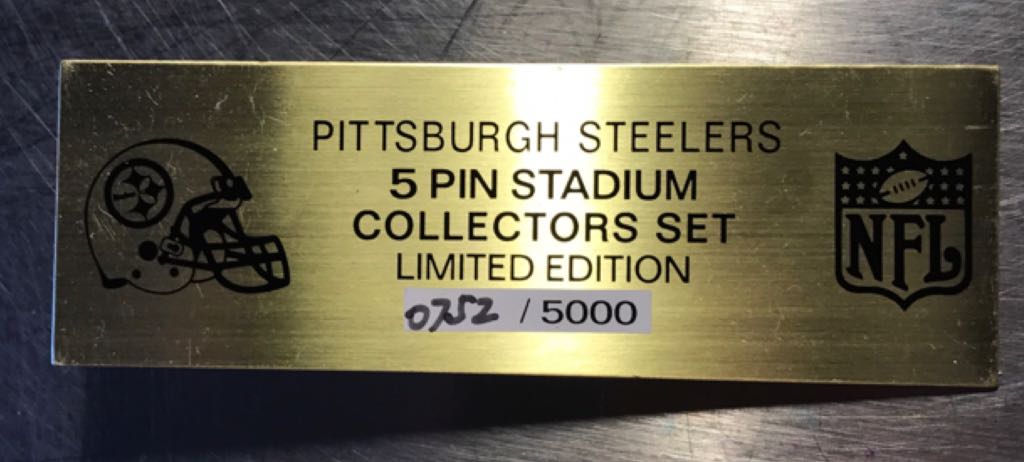 PITTSBURGH STEELERS
5 PIN STADIUM
COLLECTORS SET
LIMITED EDITION
0752 / 5000
NFL